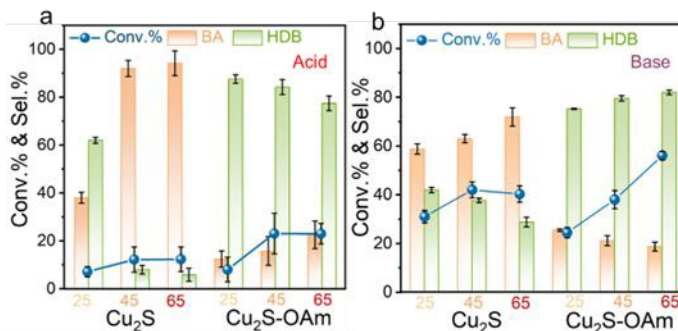 a
Conv.% BA HDB
Acid
Conv.% & Sel.%
100
80
60
40
20
0
25 45 65 25 45 65
Cu₂S Cu₂S-OAm
b
Conv.% BA HDB
Base
Conv.% & Sel.%
100
80
60
40
20
0
25 45 65 25 45 65
Cu₂S Cu₂S-OAm